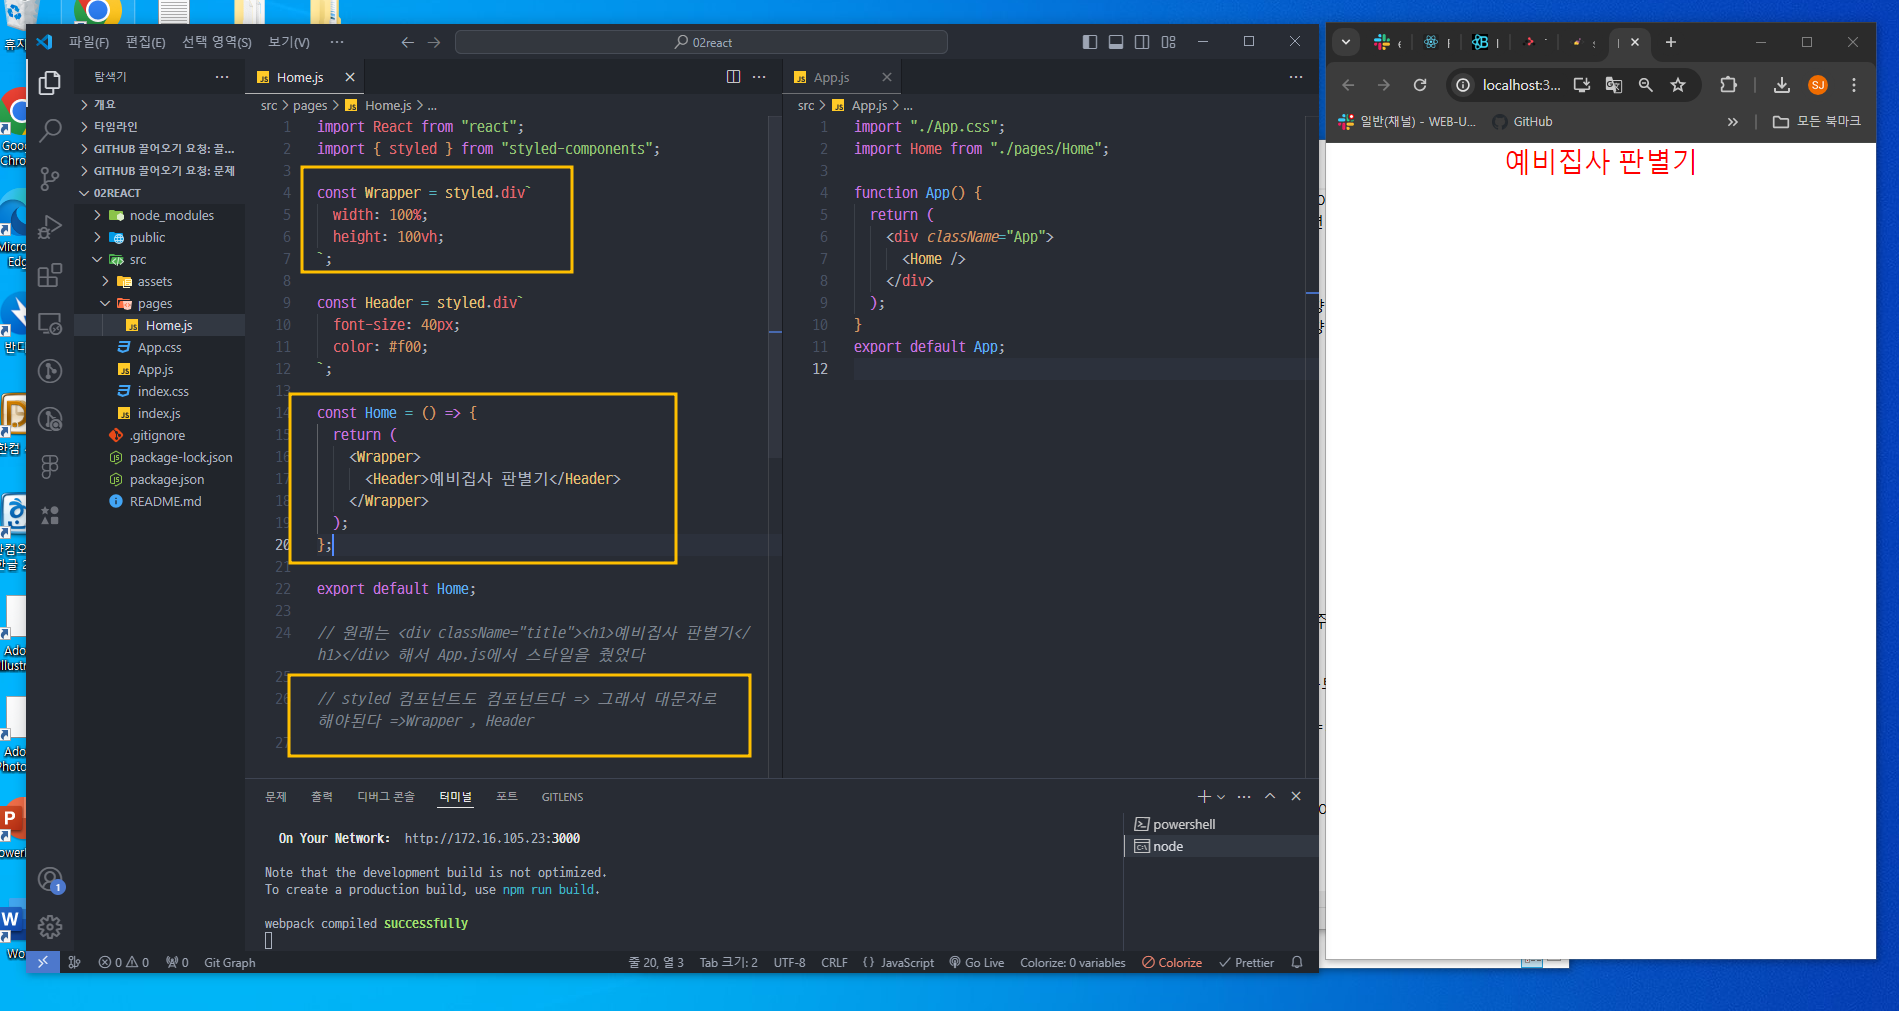 휴지
파일(F) 편집(E) 선택 영역(S) 보기(V) ···
02react
탐색기
개요
타임라인
GITHUB 끌어오기 요청: 끌...
GITHUB 끌어오기 요청: 문제
02REACT
node_modules
public
src
assets
pages
Home.js
App.css
App.js
index.css
index.js
.gitignore
package-lock.json
package.json
README.md
Home.js
src > pages > Home.js > ...
1 import React from "react";
2 import { styled } from "styled-components";
3
4 const Wrapper = styled.div`
5 width: 100%;
6 height: 100vh;
7 `;
8
9 const Header = styled.div`
10 font-size: 40px;
11 color: #f00;
12 `;
13
14 const Home = () => {
15 return (
16 <Wrapper>
17 <Header>예비집사 판별기</Header>
18 </Wrapper>
19 );
20 };
21
22 export default Home;
23
24 // 원래는 <div className="title"><h1>예비집사 판별기</
h1></div> 해서 App.js에서 스타일을 줬었다
25
26 // styled 컴포넌트도 컴포넌트다 => 그래서 대문자로
해야된다 =>Wrapper , Header
27
App.js
src > App.js > ...
1 import "./App.css";
2 import Home from "./pages/Home";
3
4 function App() {
5 return (
6 <div className="App">
7 <Home />
8 </div>
9 );
10 }
11 export default App;
12
문제 출력 디버그 콘솔 터미널 포트 GITLENS
On Your Network: http://172.16.105.23:3000
Note that the development build is not optimized.
To create a production build, use npm run build.
webpack compiled successfully
powershell
node
1
0 0 0 Git Graph
줄 20, 열 3 Tab 크기: 2 UTF-8 CRLF {} JavaScript Go Live Colorize: 0 variables Colorize Prettier
localhost:3...
SJ
일반(채널) - WEB-U... GitHub » 모든 북마크
예비집사 판별기